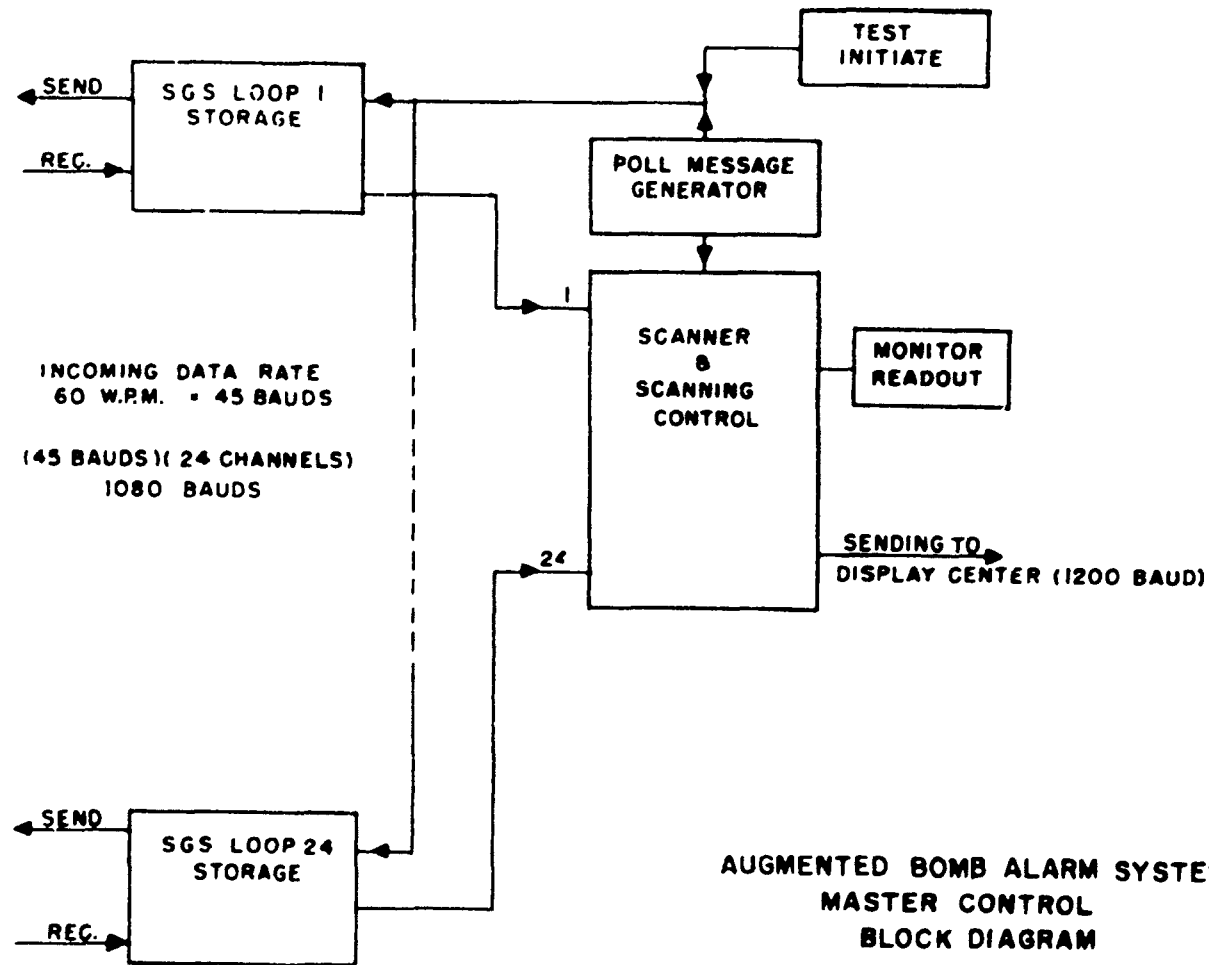 TEST
INITIATE
SEND
SGS LOOP 1
STORAGE
REC.
POLL MESSAGE
GENERATOR
1
SCANNER
&
SCANNING
CONTROL
MONITOR
READOUT
INCOMING DATA RATE
60 W.P.M. = 45 BAUDS
(45 BAUDS)(24 CHANNELS)
1080 BAUDS
24
SENDING TO
DISPLAY CENTER (1200 BAUD)
SEND
SGS LOOP 24
STORAGE
REC.
AUGMENTED BOMB ALARM SYSTE
MASTER CONTROL
BLOCK DIAGRAM